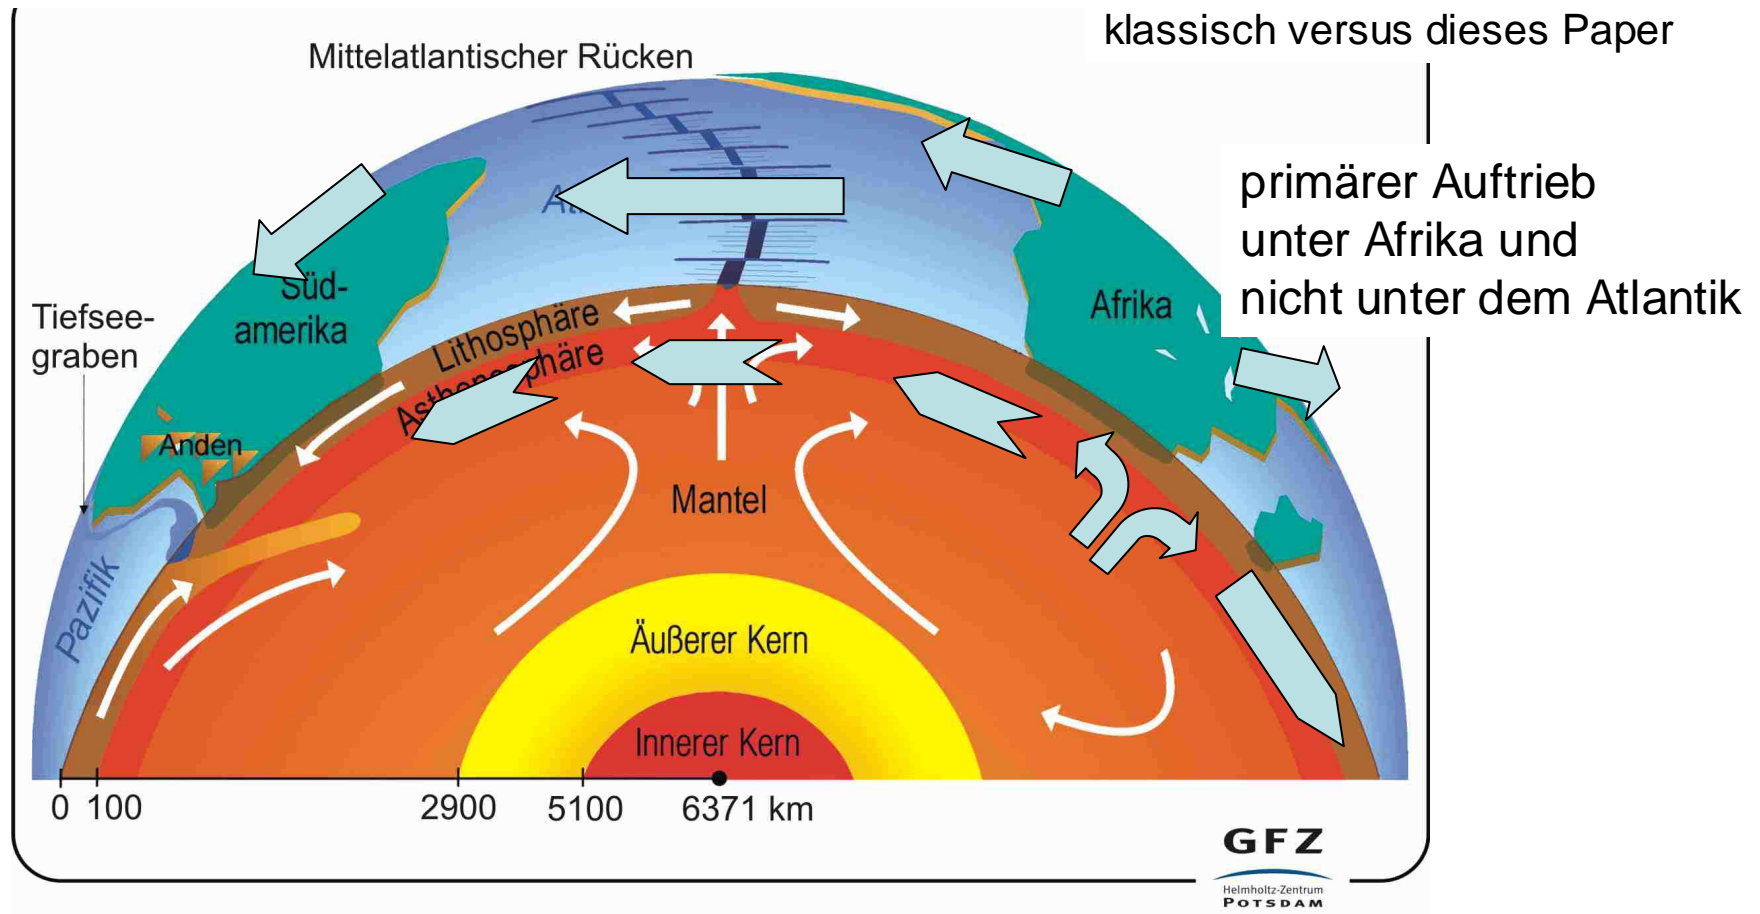 klassisch versus dieses Paper
Mittelatlantischer Rücken
primärer Auftrieb
unter Afrika und
nicht unter dem Atlantik
Süd-
amerika
Afrika
Tiefsee-
graben
Lithosphäre
Asthenosphäre
Anden
Mantel
Pazifik
Äußerer Kern
Innerer Kern
0 100 2900 5100 6371 km
GFZ
Helmholtz-Zentrum
POTSDAM